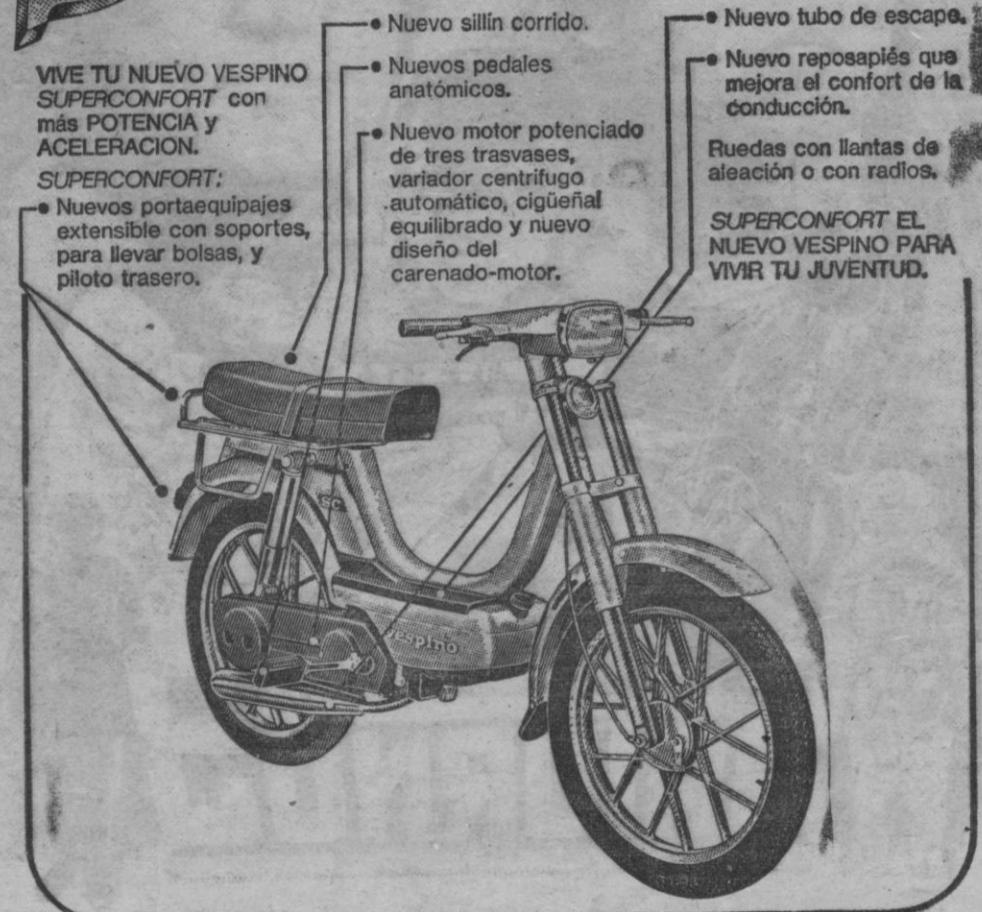 VIVE TU NUEVO VESPINO
SUPERCONFORT con
más POTENCIA y
ACELERACION.
SUPERCONFORT:
• Nuevos portaequipajes
extensible con soportes,
para llevar bolsas, y
piloto trasero.
• Nuevo sillín corrido.
• Nuevos pedales
anatómicos.
• Nuevo motor potenciado
de tres trasvases,
variador centrifugo
automático, cigüeñal
equilibrado y nuevo
diseño del
carenado-motor.
• Nuevo tubo de escape.
• Nuevo reposapiés que
mejora el confort de la
conducción.
Ruedas con llantas de
aleación o con radios.
SUPERCONFORT EL
NUEVO VESPINO PARA
VIVIR TU JUVENTUD.
SC
vespino